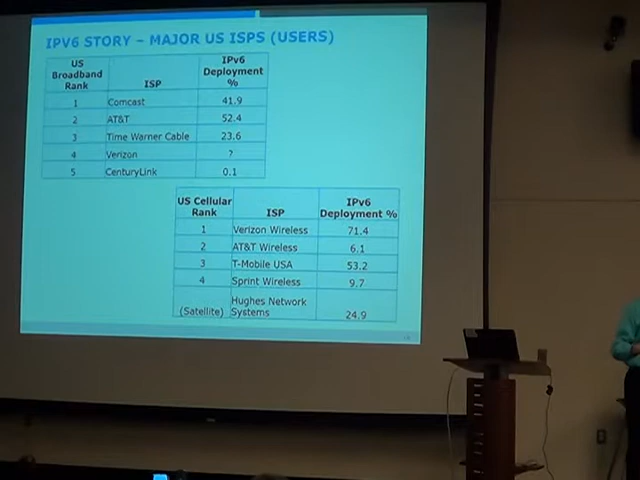 IPV6 STORY – MAJOR US ISPS (USERS)
US Broadband Rank ISP IPv6 Deployment %
1 Comcast 41.9
2 AT&T 52.4
3 Time Warner Cable 23.6
4 Verizon ?
5 CenturyLink 0.1
US Cellular Rank ISP IPv6 Deployment %
1 Verizon Wireless 71.4
2 AT&T Wireless 6.1
3 T-Mobile USA 53.2
4 Sprint Wireless 9.7
(Satellite) Hughes Network Systems 24.9